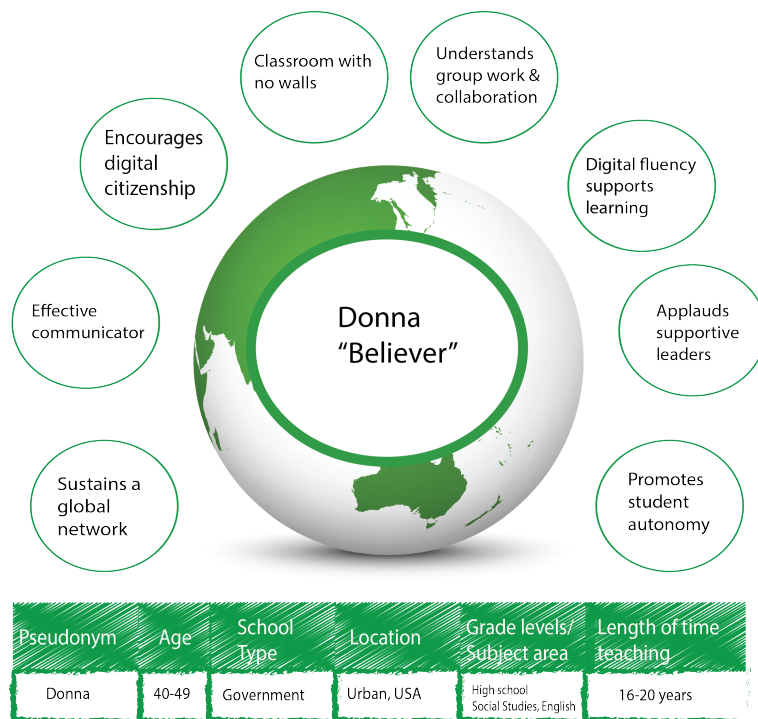 Classroom with
no walls
Understands
group work &
collaboration
Encourages
digital
citizenship
Digital fluency
supports
learning
Effective
communicator
Donna
“Believer”
Applauds
supportive
leaders
Sustains a
global
network
Promotes
student
autonomy
Pseudonym
Age
School
Type
Location
Grade levels/
Subject area
Length of time
teaching
Donna
40-49
Government
Urban, USA
High school
Social Studies, English
16-20 years